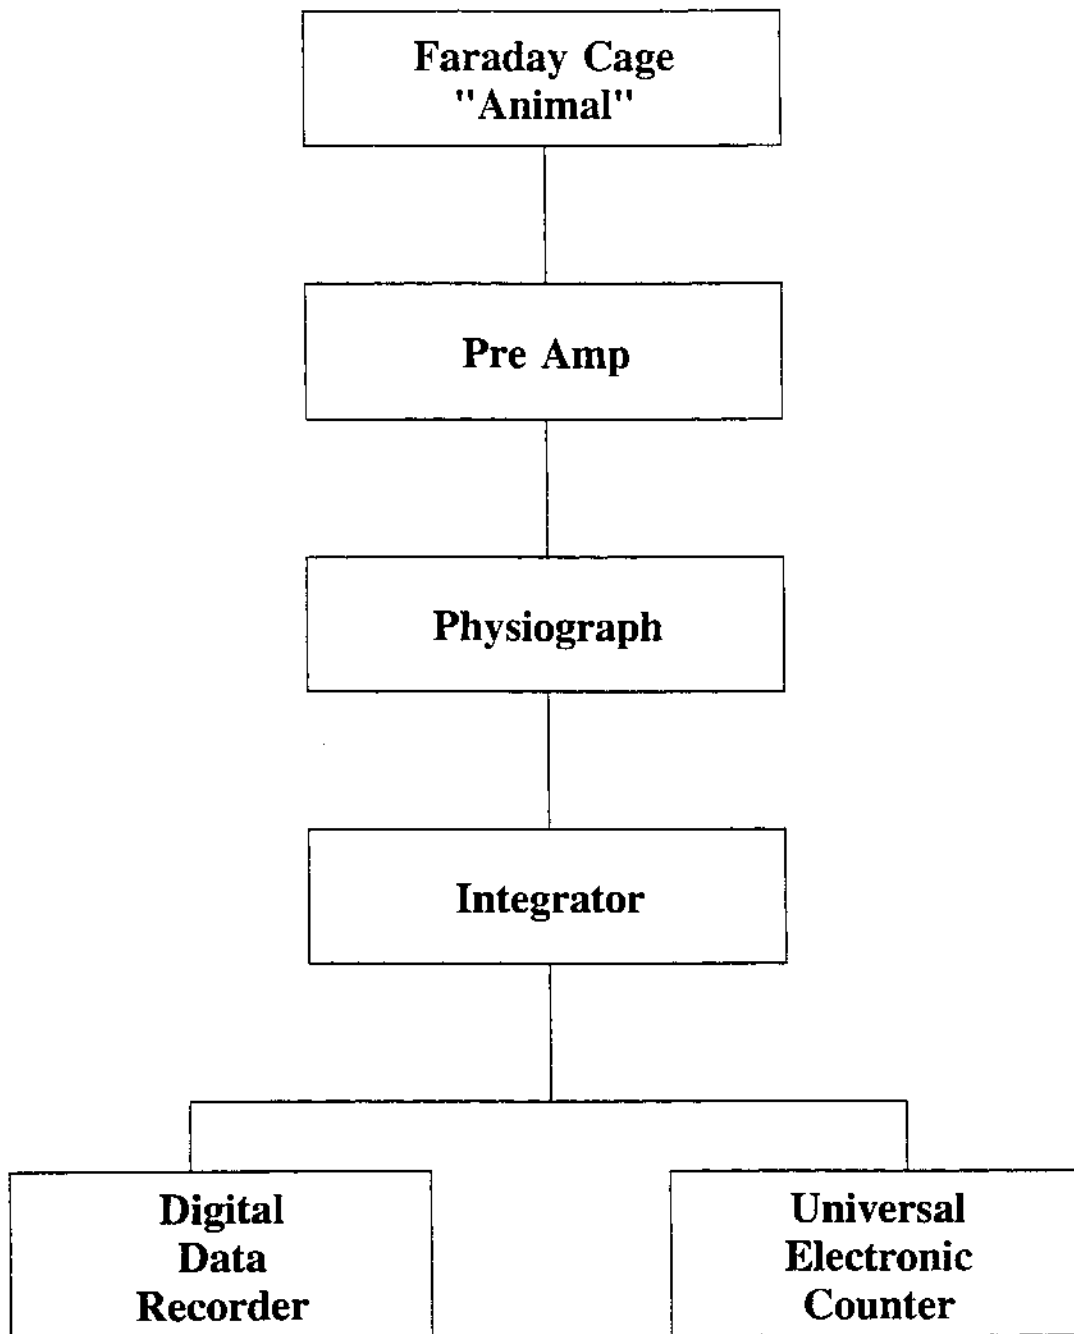 Faraday Cage
"Animal"
Pre Amp
Physiograph
Integrator
Digital
Data
Recorder
Universal
Electronic
Counter